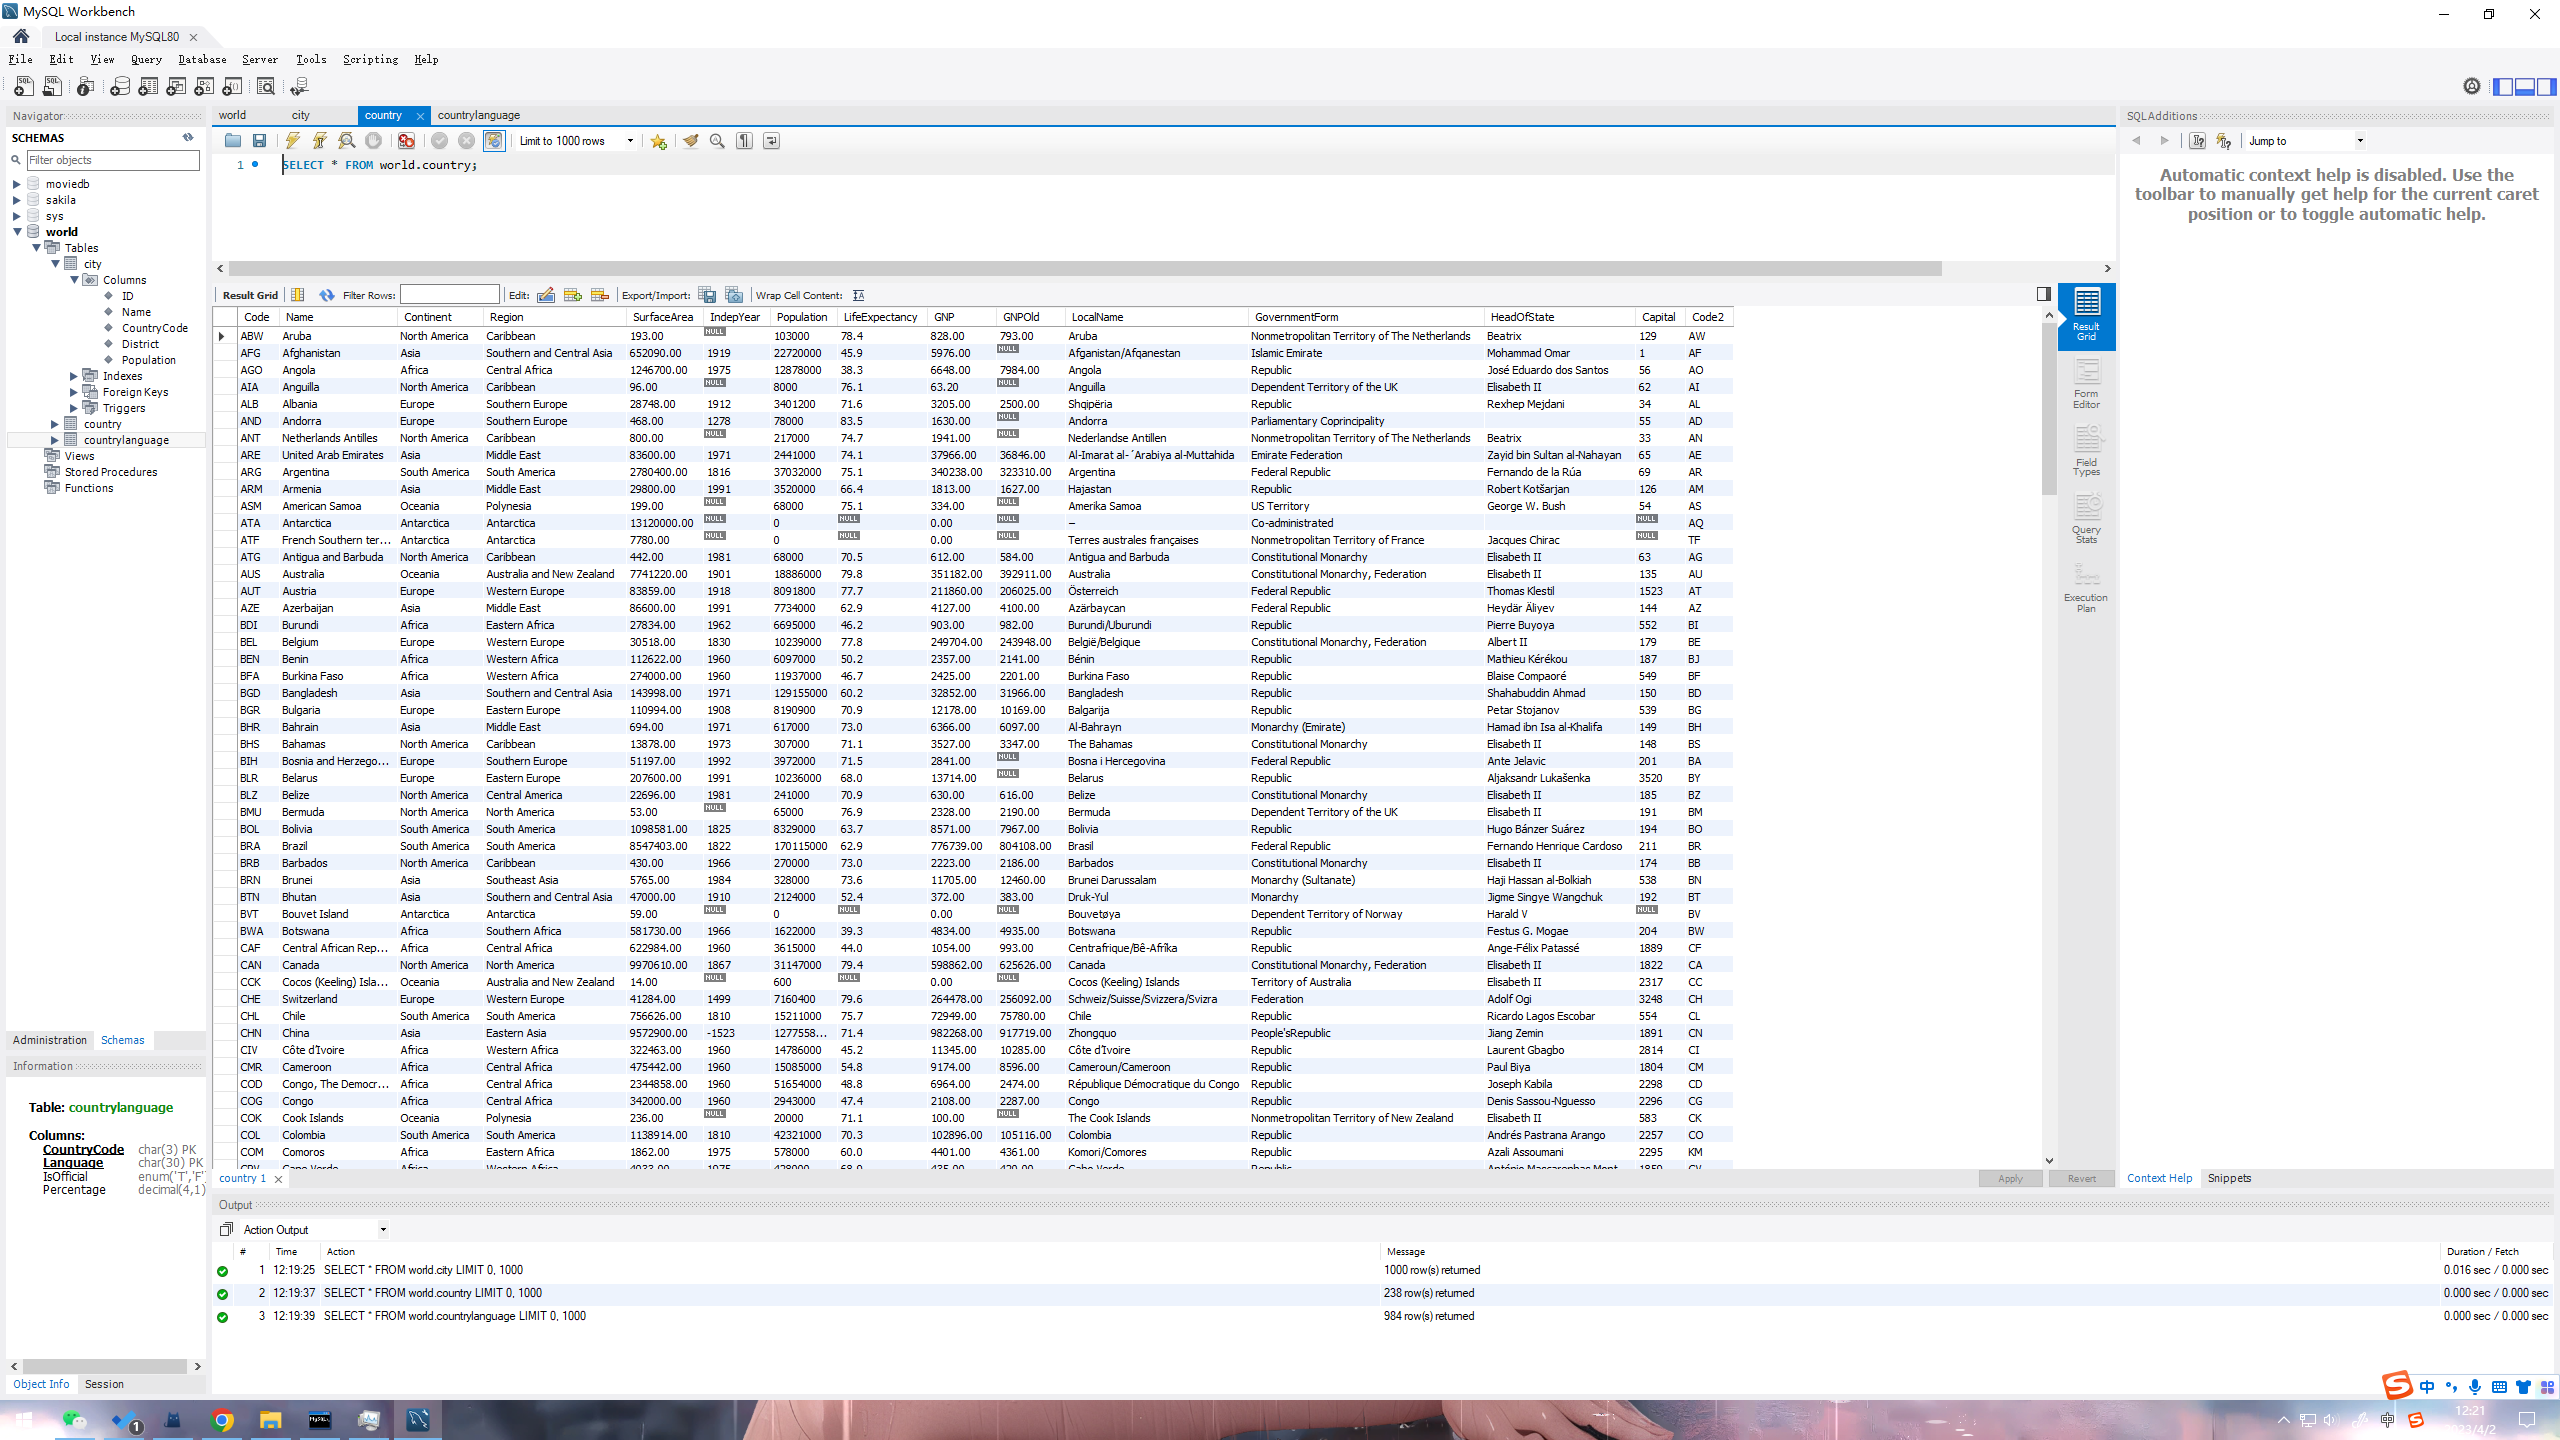 MySQL Workbench
Local instance MySQL80
File Edit View Query Database Server Tools Scripting Help
Navigator
SCHEMAS
Filter objects
moviedb
sakila
sys
world
Tables
city
Columns
ID
Name
CountryCode
District
Population
Indexes
Foreign Keys
Triggers
country
countrylanguage
Views
Stored Procedures
Functions
Administration Schemas
Information
Table: countrylanguage
Columns:
CountryCode char(3) PK
Language char(30) PK
IsOfficial enum('T','F')
Percentage decimal(4,1)
Object Info Session
world city country countrylanguage
Limit to 1000 rows
1 SELECT * FROM world.country;
Result Grid Filter Rows: Edit: Export/Import: Wrap Cell Content:
Code Name Continent Region SurfaceArea IndepYear Population LifeExpectancy GNP GNPOld LocalName GovernmentForm HeadOfState Capital Code2
ABW Aruba North America Caribbean 193.00 NULL 103000 78.4 828.00 793.00 Aruba Nonmetropolitan Territory of The Netherlands Beatrix 129 AW
AFG Afghanistan Asia Southern and Central Asia 652090.00 1919 22720000 45.9 5976.00 NULL Afganistan/Afqanestan Islamic Emirate Mohammad Omar 1 AF
AGO Angola Africa Central Africa 1246700.00 1975 12878000 38.3 6648.00 7984.00 Angola Republic José Eduardo dos Santos 56 AO
AIA Anguilla North America Caribbean 96.00 NULL 8000 76.1 63.20 NULL Anguilla Dependent Territory of the UK Elisabeth II 62 AI
ALB Albania Europe Southern Europe 28748.00 1912 3401200 71.6 3205.00 2500.00 Shqipëria Republic Rexhep Mejdani 34 AL
AND Andorra Europe Southern Europe 468.00 1278 78000 83.5 1630.00 NULL Andorra Parliamentary Coprincipality 55 AD
ANT Netherlands Antilles North America Caribbean 800.00 NULL 217000 74.7 1941.00 NULL Nederlandse Antillen Nonmetropolitan Territory of The Netherlands Beatrix 33 AN
ARE United Arab Emirates Asia Middle East 83600.00 1971 2441000 74.1 37966.00 36846.00 Al-Imarat al-´Arabiya al-Muttahida Emirate Federation Zayid bin Sultan al-Nahayan 65 AE
ARG Argentina South America South America 2780400.00 1816 37032000 75.1 340238.00 323310.00 Argentina Federal Republic Fernando de la Rúa 69 AR
ARM Armenia Asia Middle East 29800.00 1991 3520000 66.4 1813.00 1627.00 Hajastan Republic Robert Kotšarjan 126 AM
ASM American Samoa Oceania Polynesia 199.00 NULL 68000 75.1 334.00 NULL Amerika Samoa US Territory George W. Bush 54 AS
ATA Antarctica Antarctica Antarctica 13120000.00 NULL 0 NULL 0.00 NULL – Co-administrated NULL AQ
ATF French Southern ter... Antarctica Antarctica 7780.00 NULL 0 NULL 0.00 NULL Terres australes françaises Nonmetropolitan Territory of France Jacques Chirac NULL TF
ATG Antigua and Barbuda North America Caribbean 442.00 1981 68000 70.5 612.00 584.00 Antigua and Barbuda Constitutional Monarchy Elisabeth II 63 AG
AUS Australia Oceania Australia and New Zealand 7741220.00 1901 18886000 79.8 351182.00 392911.00 Australia Constitutional Monarchy, Federation Elisabeth II 135 AU
AUT Austria Europe Western Europe 83859.00 1918 8091800 77.7 211860.00 206025.00 Österreich Federal Republic Thomas Klestil 1523 AT
AZE Azerbaijan Asia Middle East 86600.00 1991 7734000 62.9 4127.00 4100.00 Azärbaycan Federal Republic Heydär Äliyev 144 AZ
BDI Burundi Africa Eastern Africa 27834.00 1962 6695000 46.2 903.00 982.00 Burundi/Uburundi Republic Pierre Buyoya 552 BI
BEL Belgium Europe Western Europe 30518.00 1830 10239000 77.8 249704.00 243948.00 België/Belgique Constitutional Monarchy, Federation Albert II 179 BE
BEN Benin Africa Western Africa 112622.00 1960 6097000 50.2 2357.00 2141.00 Bénin Republic Mathieu Kérékou 187 BJ
BFA Burkina Faso Africa Western Africa 274000.00 1960 11937000 46.7 2425.00 2201.00 Burkina Faso Republic Blaise Compaoré 549 BF
BGD Bangladesh Asia Southern and Central Asia 143998.00 1971 129155000 60.2 32852.00 31966.00 Bangladesh Republic Shahabuddin Ahmad 150 BD
BGR Bulgaria Europe Eastern Europe 110994.00 1908 8190900 70.9 12178.00 10169.00 Balgarija Republic Petar Stojanov 539 BG
BHR Bahrain Asia Middle East 694.00 1971 617000 73.0 6366.00 6097.00 Al-Bahrayn Monarchy (Emirate) Hamad ibn Isa al-Khalifa 149 BH
BHS Bahamas North America Caribbean 13878.00 1973 307000 71.1 3527.00 3347.00 The Bahamas Constitutional Monarchy Elisabeth II 148 BS
BIH Bosnia and Herzego... Europe Southern Europe 51197.00 1992 3972000 71.5 2841.00 NULL Bosna i Hercegovina Federal Republic Ante Jelavic 201 BA
BLR Belarus Europe Eastern Europe 207600.00 1991 10236000 68.0 13714.00 NULL Belarus Republic Aljaksandr Lukašenka 3520 BY
BLZ Belize North America Central America 22696.00 1981 241000 70.9 630.00 616.00 Belize Constitutional Monarchy Elisabeth II 185 BZ
BMU Bermuda North America North America 53.00 NULL 65000 76.9 2328.00 2190.00 Bermuda Dependent Territory of the UK Elisabeth II 191 BM
BOL Bolivia South America South America 1098581.00 1825 8329000 63.7 8571.00 7967.00 Bolivia Republic Hugo Bánzer Suárez 194 BO
BRA Brazil South America South America 8547403.00 1822 170115000 62.9 776739.00 804108.00 Brasil Federal Republic Fernando Henrique Cardoso 211 BR
BRB Barbados North America Caribbean 430.00 1966 270000 73.0 2223.00 2186.00 Barbados Constitutional Monarchy Elisabeth II 174 BB
BRN Brunei Asia Southeast Asia 5765.00 1984 328000 73.6 11705.00 12460.00 Brunei Darussalam Monarchy (Sultanate) Haji Hassan al-Bolkiah 538 BN
BTN Bhutan Asia Southern and Central Asia 47000.00 1910 2124000 52.4 372.00 383.00 Druk-Yul Monarchy Jigme Singye Wangchuk 192 BT
BVT Bouvet Island Antarctica Antarctica 59.00 NULL 0 NULL 0.00 NULL Bouvetøya Dependent Territory of Norway Harald V NULL BV
BWA Botswana Africa Southern Africa 581730.00 1966 1622000 39.3 4834.00 4935.00 Botswana Republic Festus G. Mogae 204 BW
CAF Central African Rep... Africa Central Africa 622984.00 1960 3615000 44.0 1054.00 993.00 Centrafrique/Bê-Afrîka Republic Ange-Félix Patassé 1889 CF
CAN Canada North America North America 9970610.00 1867 31147000 79.4 598862.00 625626.00 Canada Constitutional Monarchy, Federation Elisabeth II 1822 CA
CCK Cocos (Keeling) Isla... Oceania Australia and New Zealand 14.00 NULL 600 NULL 0.00 NULL Cocos (Keeling) Islands Territory of Australia Elisabeth II 2317 CC
CHE Switzerland Europe Western Europe 41284.00 1499 7160400 79.6 264478.00 256092.00 Schweiz/Suisse/Svizzera/Svizra Federation Adolf Ogi 3248 CH
CHL Chile South America South America 756626.00 1810 15211000 75.7 72949.00 75780.00 Chile Republic Ricardo Lagos Escobar 554 CL
CHN China Asia Eastern Asia 9572900.00 -1523 1277558... 71.4 982268.00 917719.00 Zhongquo People'sRepublic Jiang Zemin 1891 CN
CIV Côte d'Ivoire Africa Western Africa 322463.00 1960 14786000 45.2 11345.00 10285.00 Côte d'Ivoire Republic Laurent Gbagbo 2814 CI
CMR Cameroon Africa Central Africa 475442.00 1960 15085000 54.8 9174.00 8596.00 Cameroun/Cameroon Republic Paul Biya 1804 CM
COD Congo, The Democr... Africa Central Africa 2344858.00 1960 51654000 48.8 6964.00 2474.00 République Démocratique du Congo Republic Joseph Kabila 2298 CD
COG Congo Africa Central Africa 342000.00 1960 2943000 47.4 2108.00 2287.00 Congo Republic Denis Sassou-Nguesso 2296 CG
COK Cook Islands Oceania Polynesia 236.00 NULL 20000 71.1 100.00 NULL The Cook Islands Nonmetropolitan Territory of New Zealand Elisabeth II 583 CK
COL Colombia South America South America 1138914.00 1810 42321000 70.3 102896.00 105116.00 Colombia Republic Andrés Pastrana Arango 2257 CO
COM Comoros Africa Eastern Africa 1862.00 1975 578000 60.0 4401.00 4361.00 Komori/Comores Republic Azali Assoumani 2295 KM
Result Grid
Form Editor
Field Types
Query Stats
Execution Plan
country 1 Apply Revert
Output
Action Output
# Time Action Message Duration / Fetch
1 12:19:25 SELECT * FROM world.city LIMIT 0, 1000 1000 row(s) returned 0.016 sec / 0.000 sec
2 12:19:37 SELECT * FROM world.country LIMIT 0, 1000 238 row(s) returned 0.000 sec / 0.000 sec
3 12:19:39 SELECT * FROM world.countrylanguage LIMIT 0, 1000 984 row(s) returned 0.000 sec / 0.000 sec
SQLAdditions
Jump to
Automatic context help is disabled. Use the
toolbar to manually get help for the current caret
position or to toggle automatic help.
Context Help Snippets
中
1
中
12:21